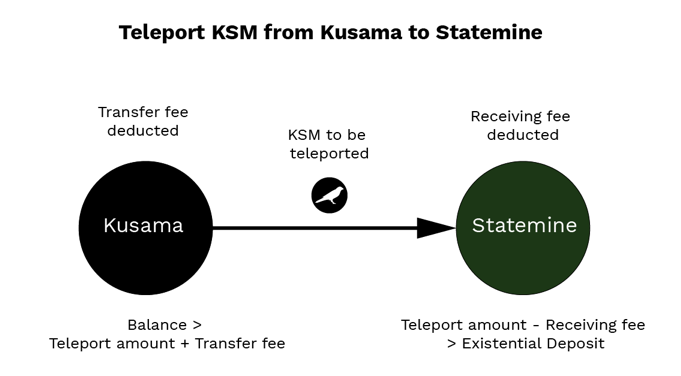 Teleport KSM from Kusama to Statemine
Transfer fee
deducted
KSM to be
teleported
Receiving fee
deducted
Kusama
Statemine
Balance >
Teleport amount + Transfer fee
Teleport amount - Receiving fee
> Existential Deposit